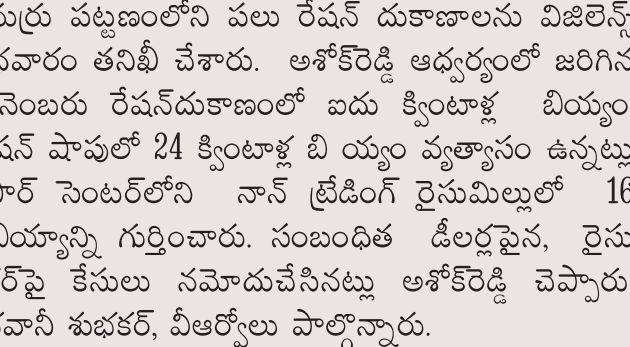 పట్టణంలోని పలు రేషన్ దుకాణాలను విజిలెన్స్
తనిఖీ చేశారు. అశోక్‌రెడ్డి ఆధ్వర్యంలో జరిగిన
నెంబరు రేషన్‌దుకాణంలో ఐదు క్వింటాళ్ల బియ్యం
షాపులో 24 క్వింటాళ్ల బి య్యం వ్యత్యాసం ఉన్నట్లు
సెంటర్‌లోని నాన్ ట్రేడింగ్ రైసుమిల్లులో 16
గుర్తించారు. సంబంధిత డీలర్లపైన, రైసు
కేసులు నమోదుచేసినట్లు అశోక్‌రెడ్డి చెప్పారు
శుభకర్, వీఆర్వోలు పాల్గొన్నారు.